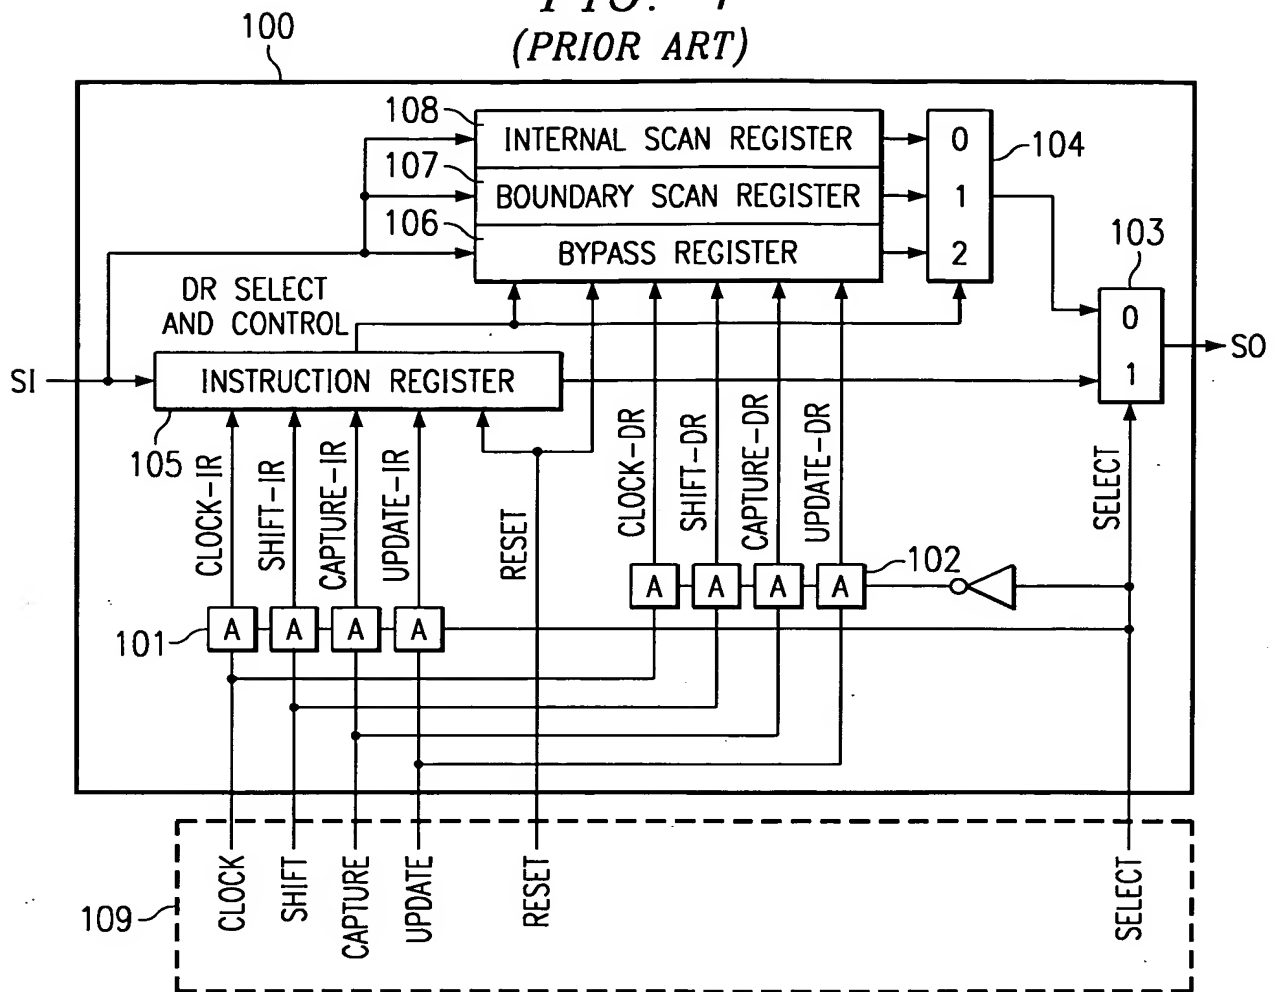 (PRIOR ART)
100
108
INTERNAL SCAN REGISTER
0
104
107
BOUNDARY SCAN REGISTER
1
106
BYPASS REGISTER
2
103
DR SELECT
AND CONTROL
0
SI
INSTRUCTION REGISTER
1
SO
105
CLOCK-IR
SHIFT-IR
CAPTURE-IR
UPDATE-IR
RESET
CLOCK-DR
SHIFT-DR
CAPTURE-DR
UPDATE-DR
SELECT
A
A
A
A
102
101
A
A
A
A
109
CLOCK
SHIFT
CAPTURE
UPDATE
RESET
SELECT